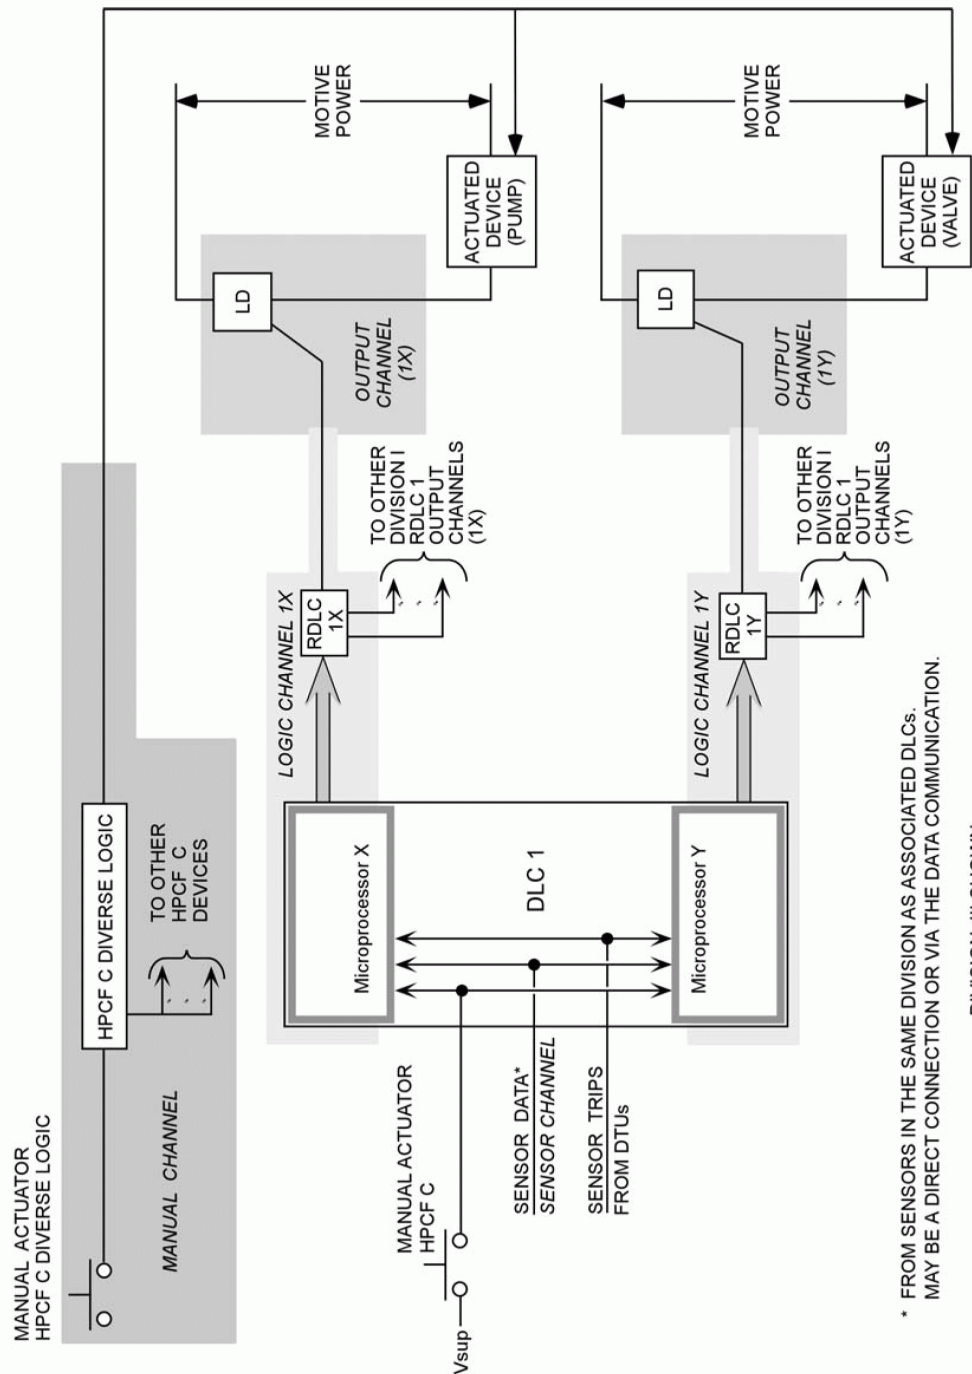 MANUAL ACTUATOR
HPCF C DIVERSE LOGIC
MANUAL CHANNEL
HPCF C DIVERSE LOGIC
TO OTHER
HPCF C
DEVICES
MANUAL ACTUATOR
HPCF C
Vsup
SENSOR DATA*
SENSOR CHANNEL
SENSOR TRIPS
FROM DTUs
Microprocessor X
DLC 1
Microprocessor Y
LOGIC CHANNEL 1X
RDLC
1X
TO OTHER
DIVISION I
RDLC 1
OUTPUT
CHANNELS
(1X)
LD
OUTPUT
CHANNEL
(1X)
MOTIVE
POWER
ACTUATED
DEVICE
(PUMP)
LOGIC CHANNEL 1Y
RDLC
1Y
TO OTHER
DIVISION I
RDLC 1
OUTPUT
CHANNELS
(1Y)
LD
OUTPUT
CHANNEL
(1Y)
MOTIVE
POWER
ACTUATED
DEVICE
(VALVE)
* FROM SENSORS IN THE SAME DIVISION AS ASSOCIATED DLCs.
MAY BE A DIRECT CONNECTION OR VIA THE DATA COMMUNICATION.